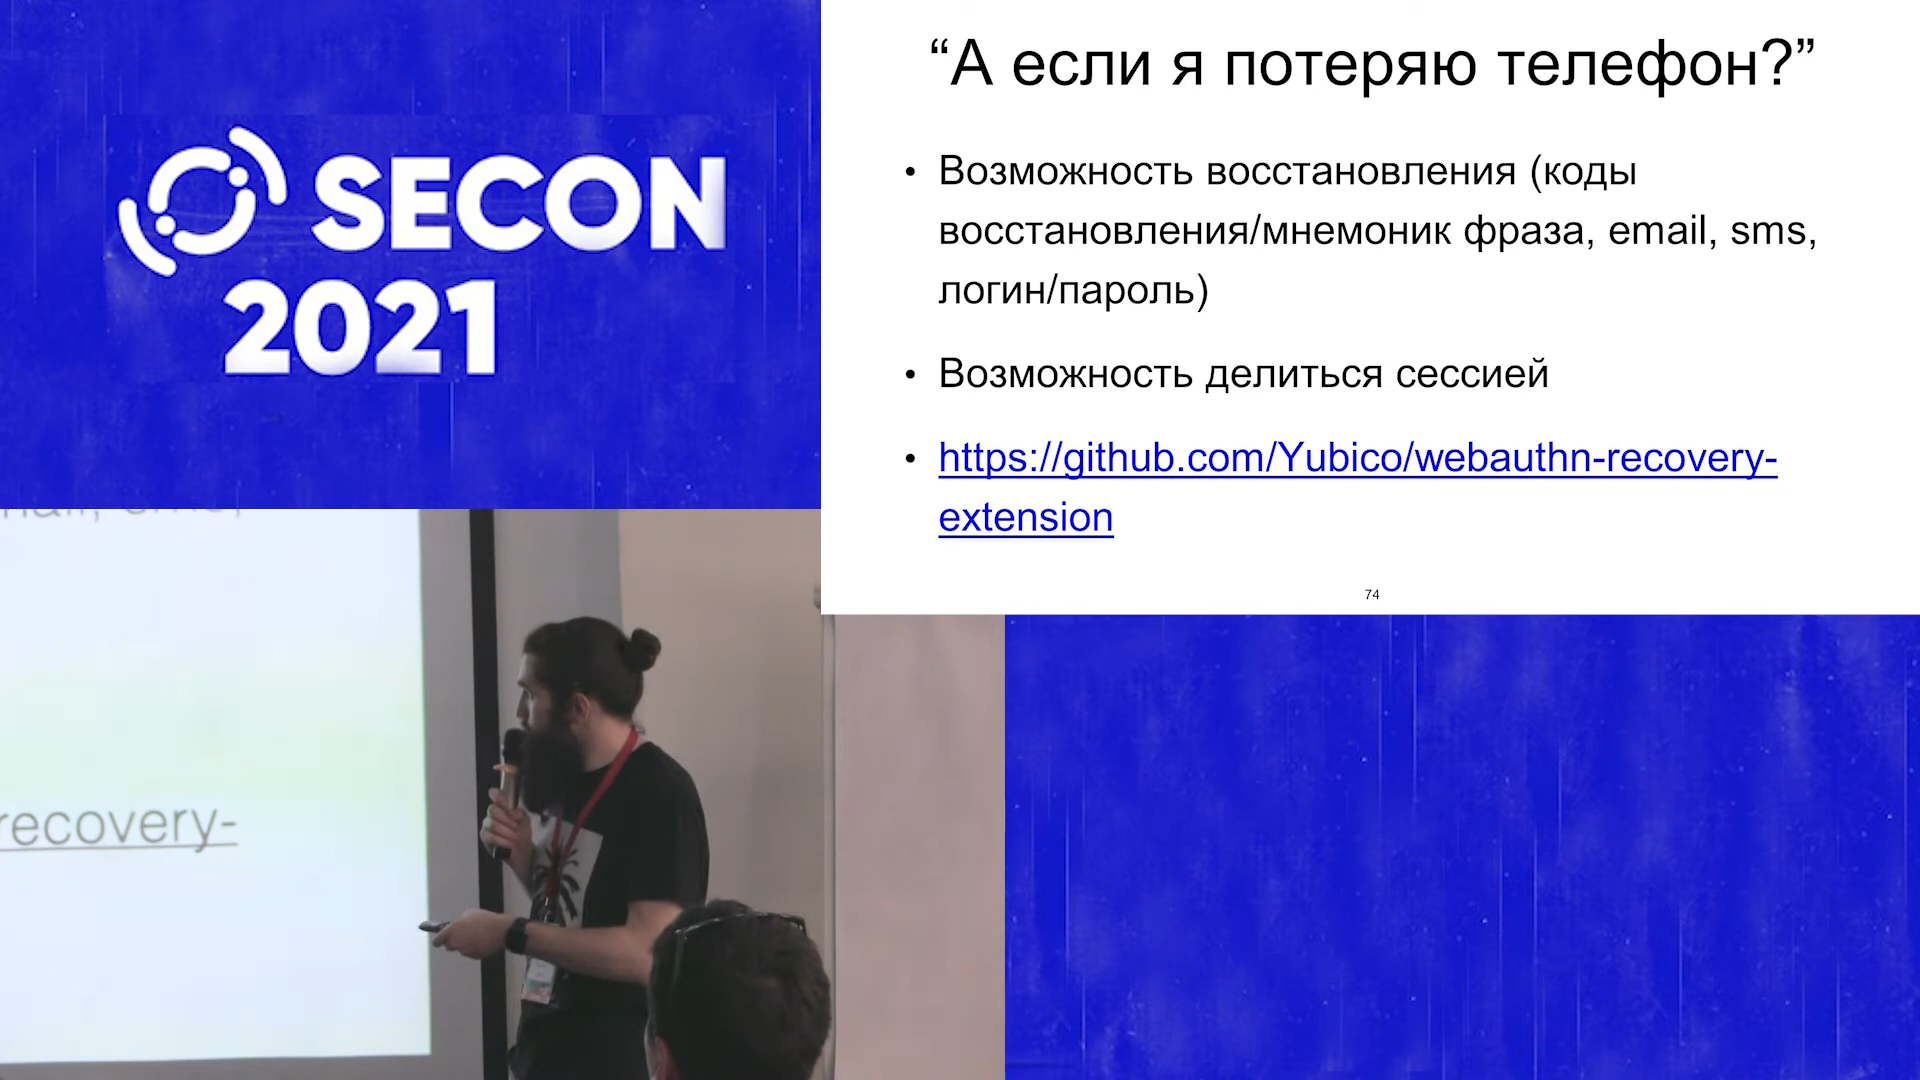 SECON
2021
“А если я потеряю телефон?”
• Возможность восстановления (коды
восстановления/мнемоник фраза, email, sms,
логин/пароль)
• Возможность делиться сессией
• https://github.com/Yubico/webauthn-recovery-
extension
74
recovery-